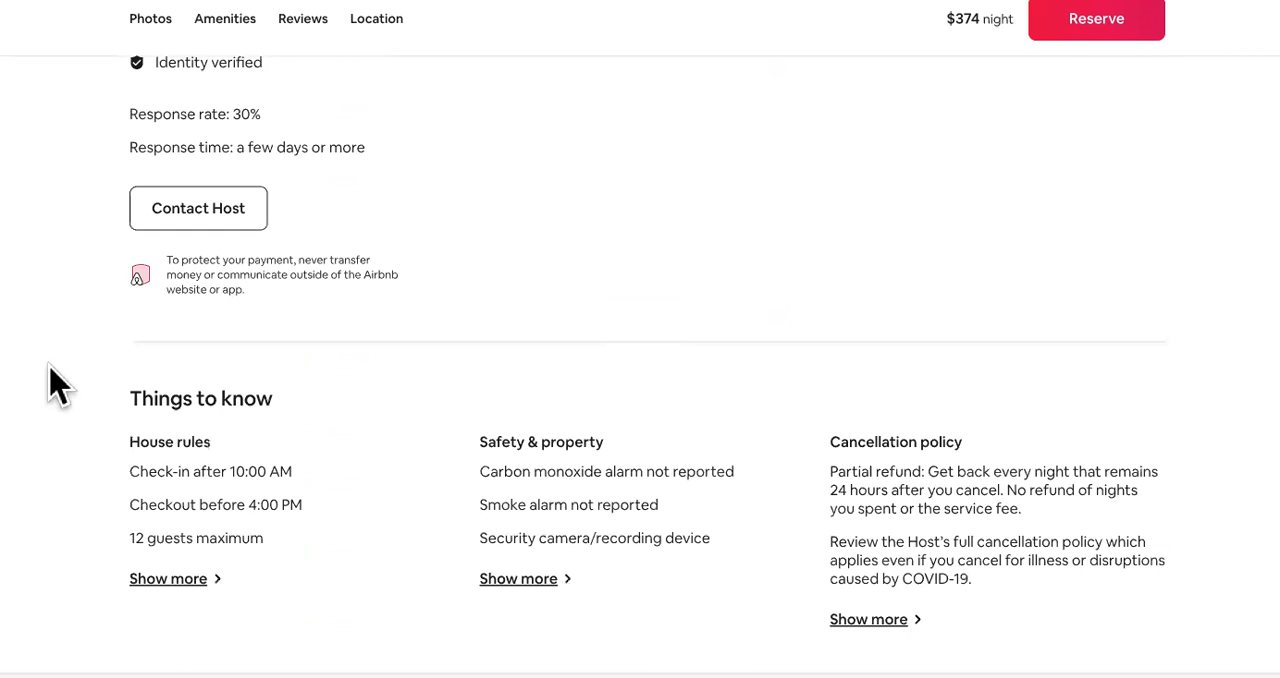 Photos Amenities Reviews Location $374 night Reserve
Identity verified
Response rate: 30%
Response time: a few days or more
Contact Host
To protect your payment, never transfer
money or communicate outside of the Airbnb
website or app.
Things to know
House rules
Check-in after 10:00 AM
Checkout before 4:00 PM
12 guests maximum
Show more
Safety & property
Carbon monoxide alarm not reported
Smoke alarm not reported
Security camera/recording device
Show more
Cancellation policy
Partial refund: Get back every night that remains
24 hours after you cancel. No refund of nights
you spent or the service fee.
Review the Host’s full cancellation policy which
applies even if you cancel for illness or disruptions
caused by COVID-19.
Show more